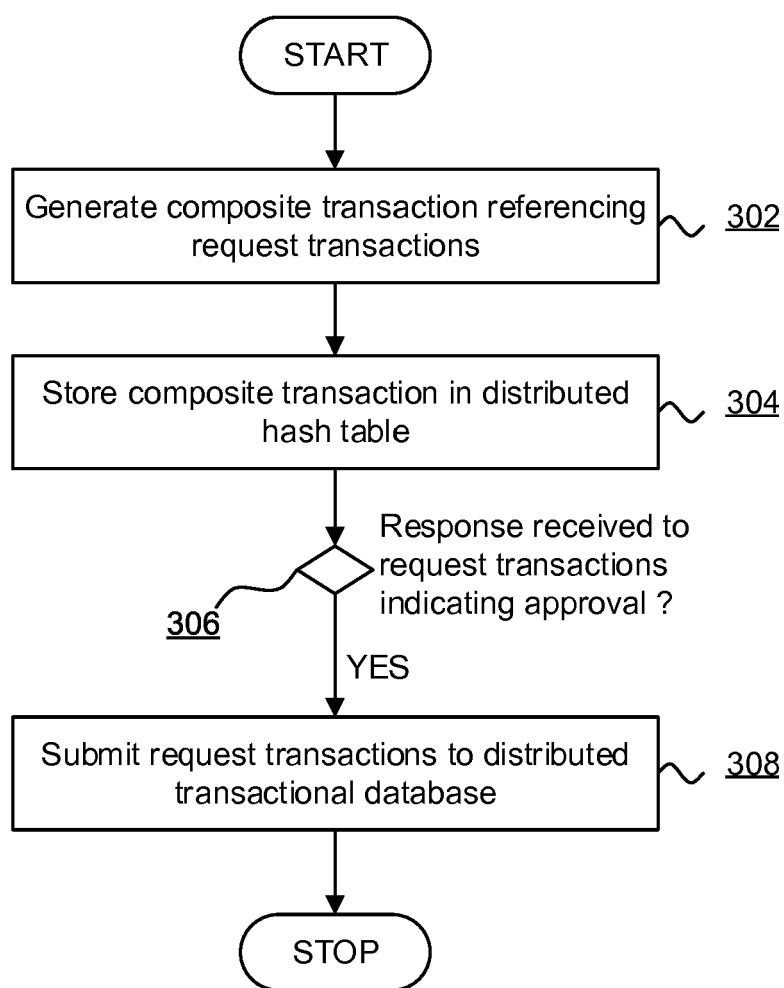 START
Generate composite transaction referencing
request transactions
302
Store composite transaction in distributed
hash table
304
Response received to
request transactions
indicating approval ?
306
YES
Submit request transactions to distributed
transactional database
308
STOP